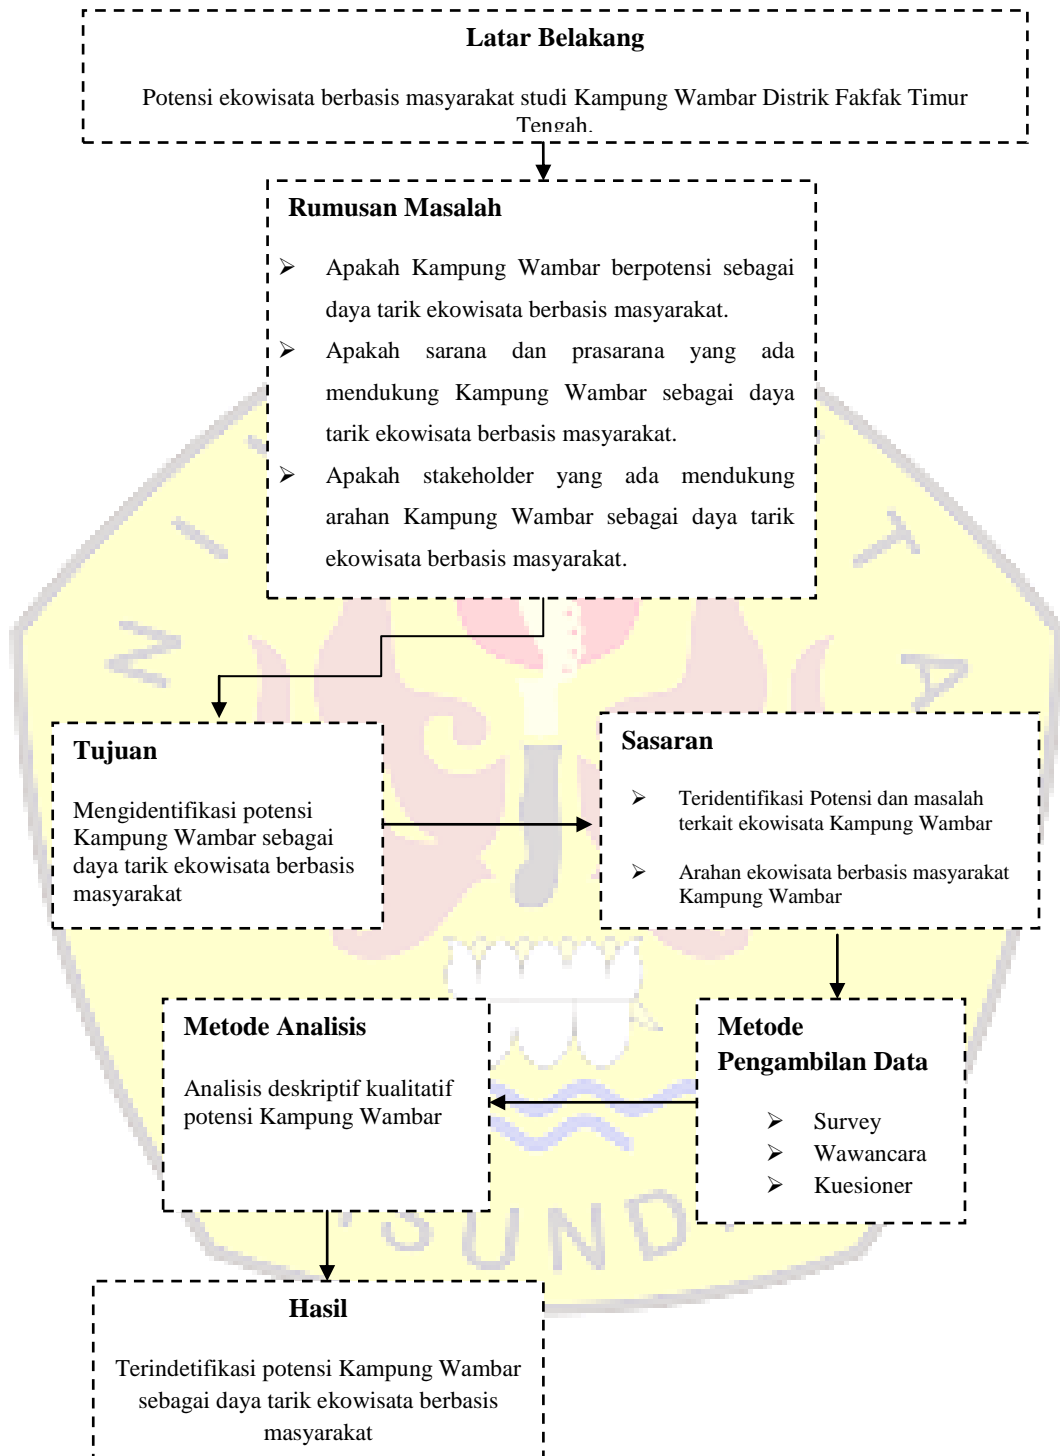 Latar Belakang
Potensi ekowisata berbasis masyarakat studi Kampung Wambar Distrik Fakfak Timur
Tengah.
Rumusan Masalah
➢ Apakah Kampung Wambar berpotensi sebagai
daya tarik ekowisata berbasis masyarakat.
➢ Apakah sarana dan prasarana yang ada
mendukung Kampung Wambar sebagai daya
tarik ekowisata berbasis masyarakat.
➢ Apakah stakeholder yang ada mendukung
arahan Kampung Wambar sebagai daya tarik
ekowisata berbasis masyarakat.
Tujuan
Mengidentifikasi potensi
Kampung Wambar sebagai
daya tarik ekowisata berbasis
masyarakat
Sasaran
➢ Teridentifikasi Potensi dan masalah
terkait ekowisata Kampung Wambar
➢ Arahan ekowisata berbasis masyarakat
Kampung Wambar
Metode
Pengambilan Data
➢ Survey
➢ Wawancara
➢ Kuesioner
Metode Analisis
Analisis deskriptif kualitatif
potensi Kampung Wambar
Hasil
Terindetifikasi potensi Kampung Wambar
sebagai daya tarik ekowisata berbasis
masyarakat